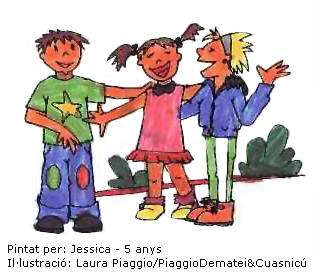 Pintat per: Jessica - 5 anys
Il·lustració: Laura Piaggio/PiaggioDematei&Cuasnicú